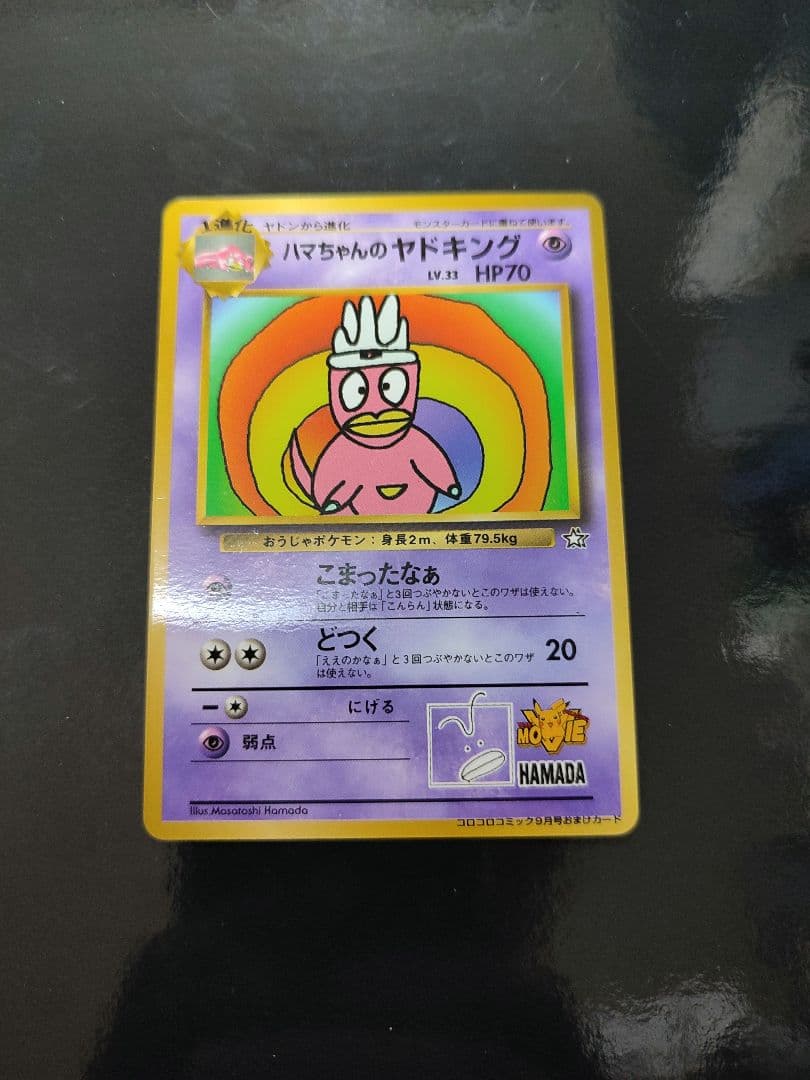 1進化 ヤドンから進化 モンスターカードに重ねて使います。
ハマちゃんのヤドキング
LV.33 HP70
おうじゃポケモン：身長2m、体重79.5kg
こまったなぁ
「こまったなぁ」と3回つぶやかないとこのワザは使えない。
自分と相手は「こんらん」状態になる。
どつく 20
「ええのかなぁ」と3回つぶやかないとこのワザ
は使えない。
− にげる
弱点
MOVIE
HAMADA
Illus.Masatoshi Hamada
コロコロコミック9月号おまけカード